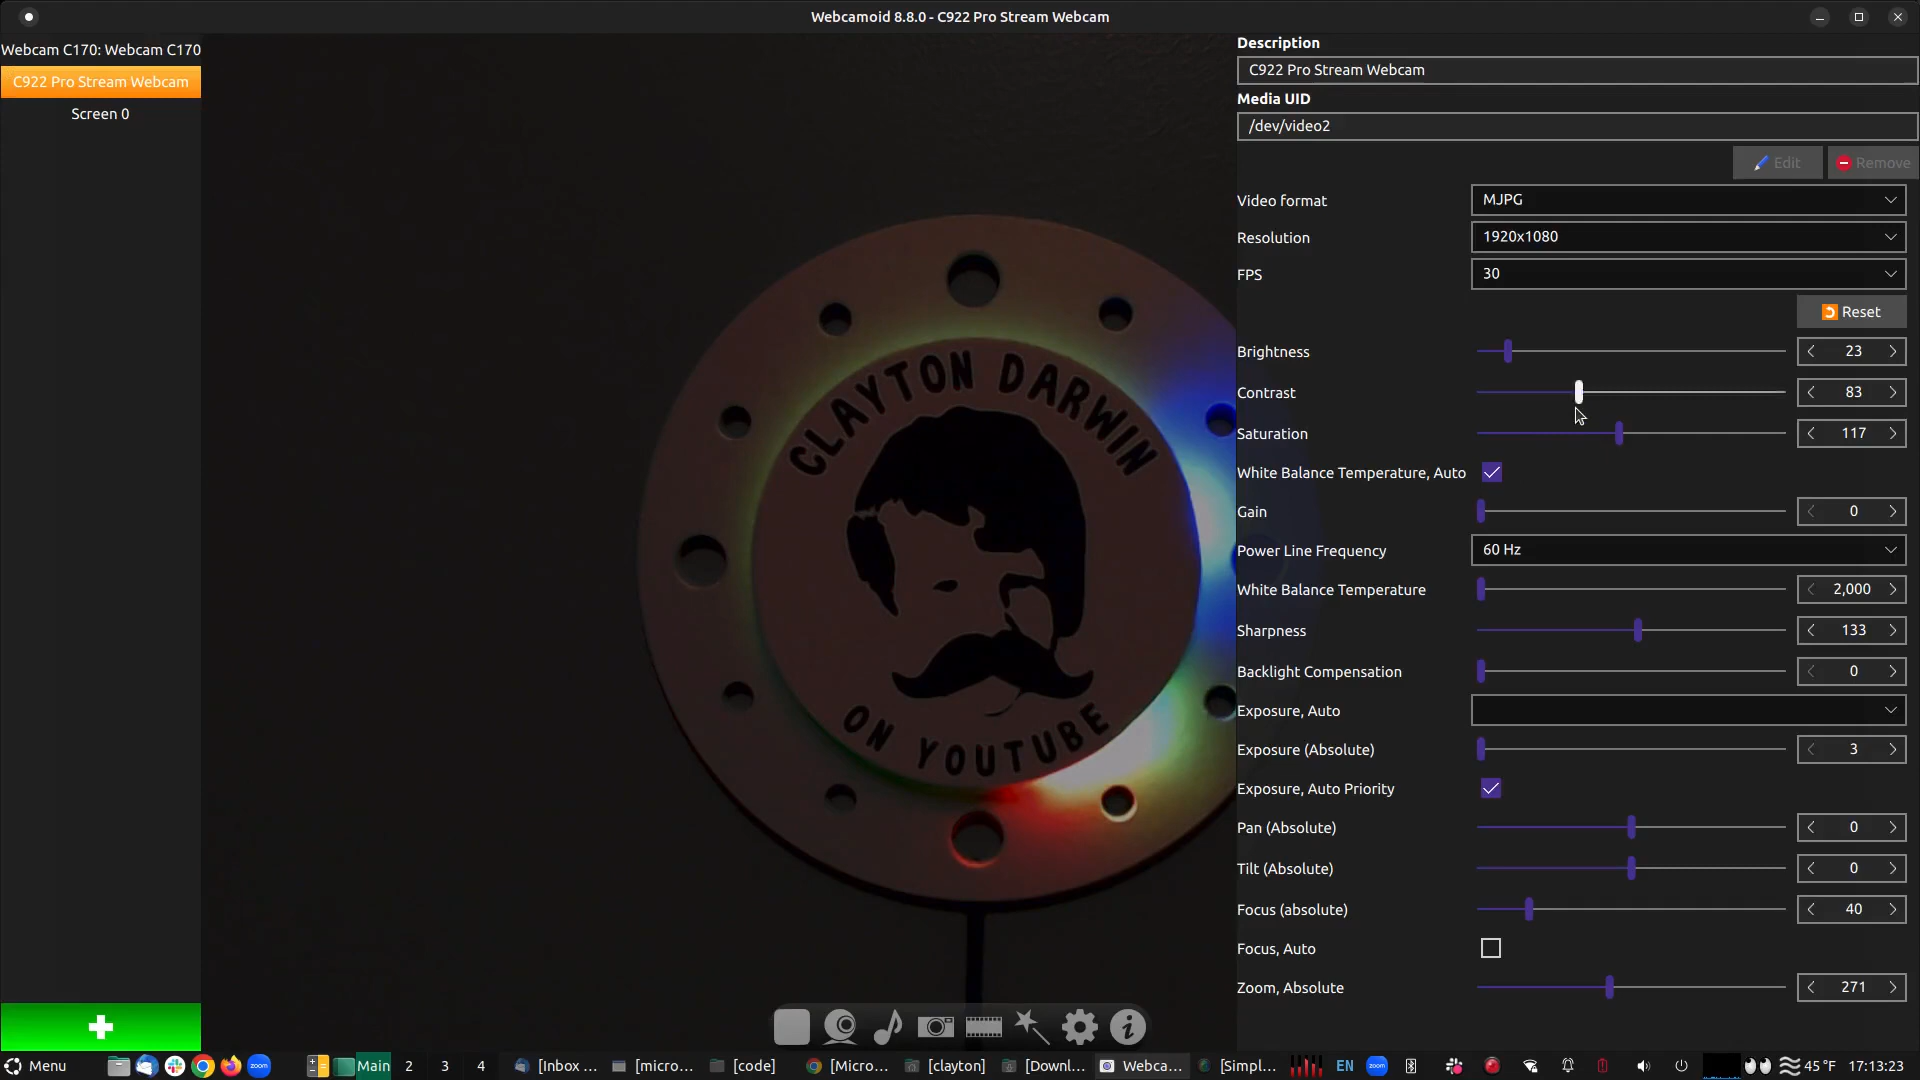 Webcamoid 8.8.0 - C922 Pro Stream Webcam
Webcam C170: Webcam C170
C922 Pro Stream Webcam
Screen 0
CLAYTON DARWIN
ON YOUTUBE
Description
C922 Pro Stream Webcam
Media UID
/dev/video2
Edit
Remove
Video format MJPG
Resolution 1920x1080
FPS 30
Reset
Brightness 23
Contrast 83
Saturation 117
White Balance Temperature, Auto
Gain 0
Power Line Frequency 60 Hz
White Balance Temperature 2,000
Sharpness 133
Backlight Compensation 0
Exposure, Auto
Exposure (Absolute) 3
Exposure, Auto Priority
Pan (Absolute) 0
Tilt (Absolute) 0
Focus (absolute) 40
Focus, Auto
Zoom, Absolute 271
Menu zoom Main 2 3 4 [Inbox ... [micro... [code] [Micro... [clayton] [Downl... Webca... [Simpl... EN zoom 45 °F 17:13:23